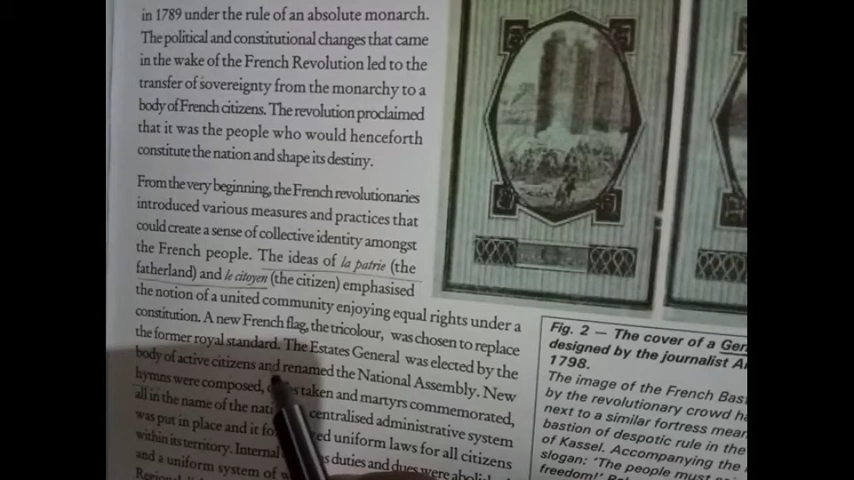 in 1789 under the rule of an absolute monarch.
The political and constitutional changes that came
in the wake of the French Revolution led to the
transfer of sovereignty from the monarchy to a
body of French citizens. The revolution proclaimed
that it was the people who would henceforth
constitute the nation and shape its destiny.
From the very beginning, the French revolutionaries
introduced various measures and practices that
could create a sense of collective identity amongst
the French people. The ideas of la patrie (the
fatherland) and le citoyen (the citizen) emphasised
the notion of a united community enjoying equal rights under a
constitution. A new French flag, the tricolour, was chosen to replace
the former royal standard. The Estates General was elected by the
body of active citizens and renamed the National Assembly. New
hymns were composed, taken and martyrs commemorated,
all in the name of the centralised administrative system
was put in place and it uniform laws for all citizens
within its territory. Internal duties and dues were
and a uniform system of
Fig. 2 — The cover of a
designed by the journalist
1798.
The image of the French
by the revolutionary crowd
next to a similar fortress
bastion of despotic rule in the
of Kassel. Accompanying the
slogan: 'The people must
freedom!'